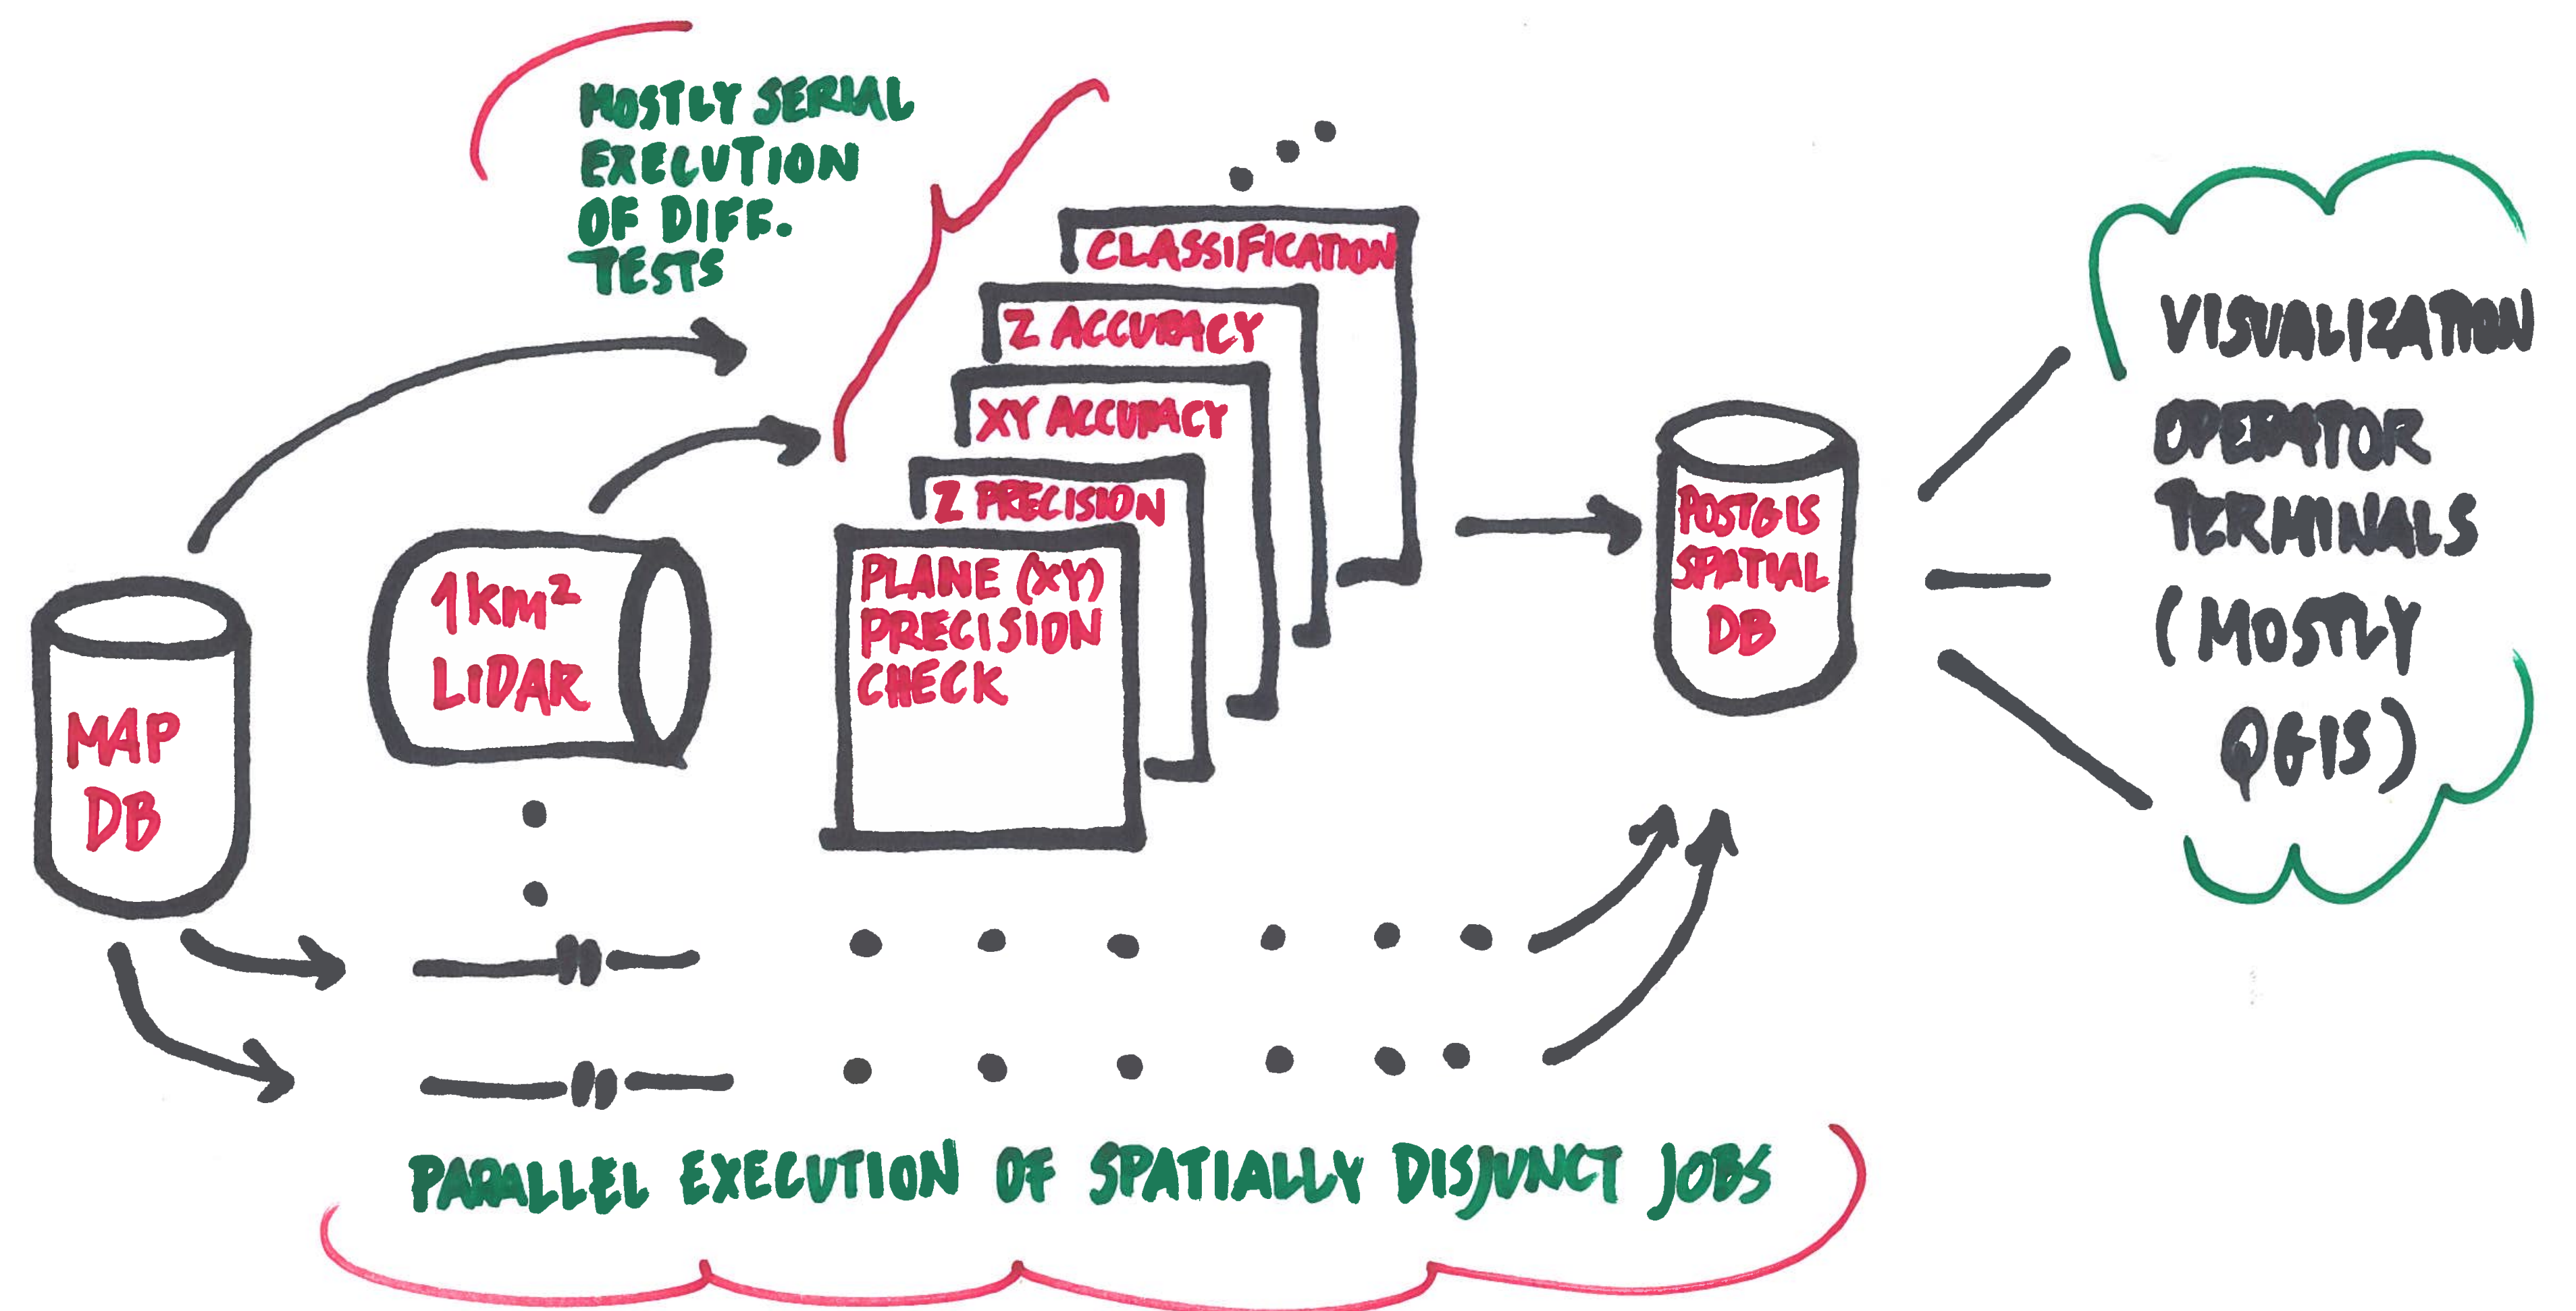 MOSTLY SERIAL
EXECUTION
OF DIFF.
TESTS
CLASSIFICATION
Z ACCURACY
XY ACCURACY
Z PRECISION
PLANE (XY)
PRECISION
CHECK
1km²
LiDAR
MAP
DB
POSTGIS
SPATIAL
DB
VISUALIZATION
OPERATOR
TERMINALS
(MOSTLY
QGIS)
PARALLEL EXECUTION OF SPATIALLY DISJUNCT JOBS